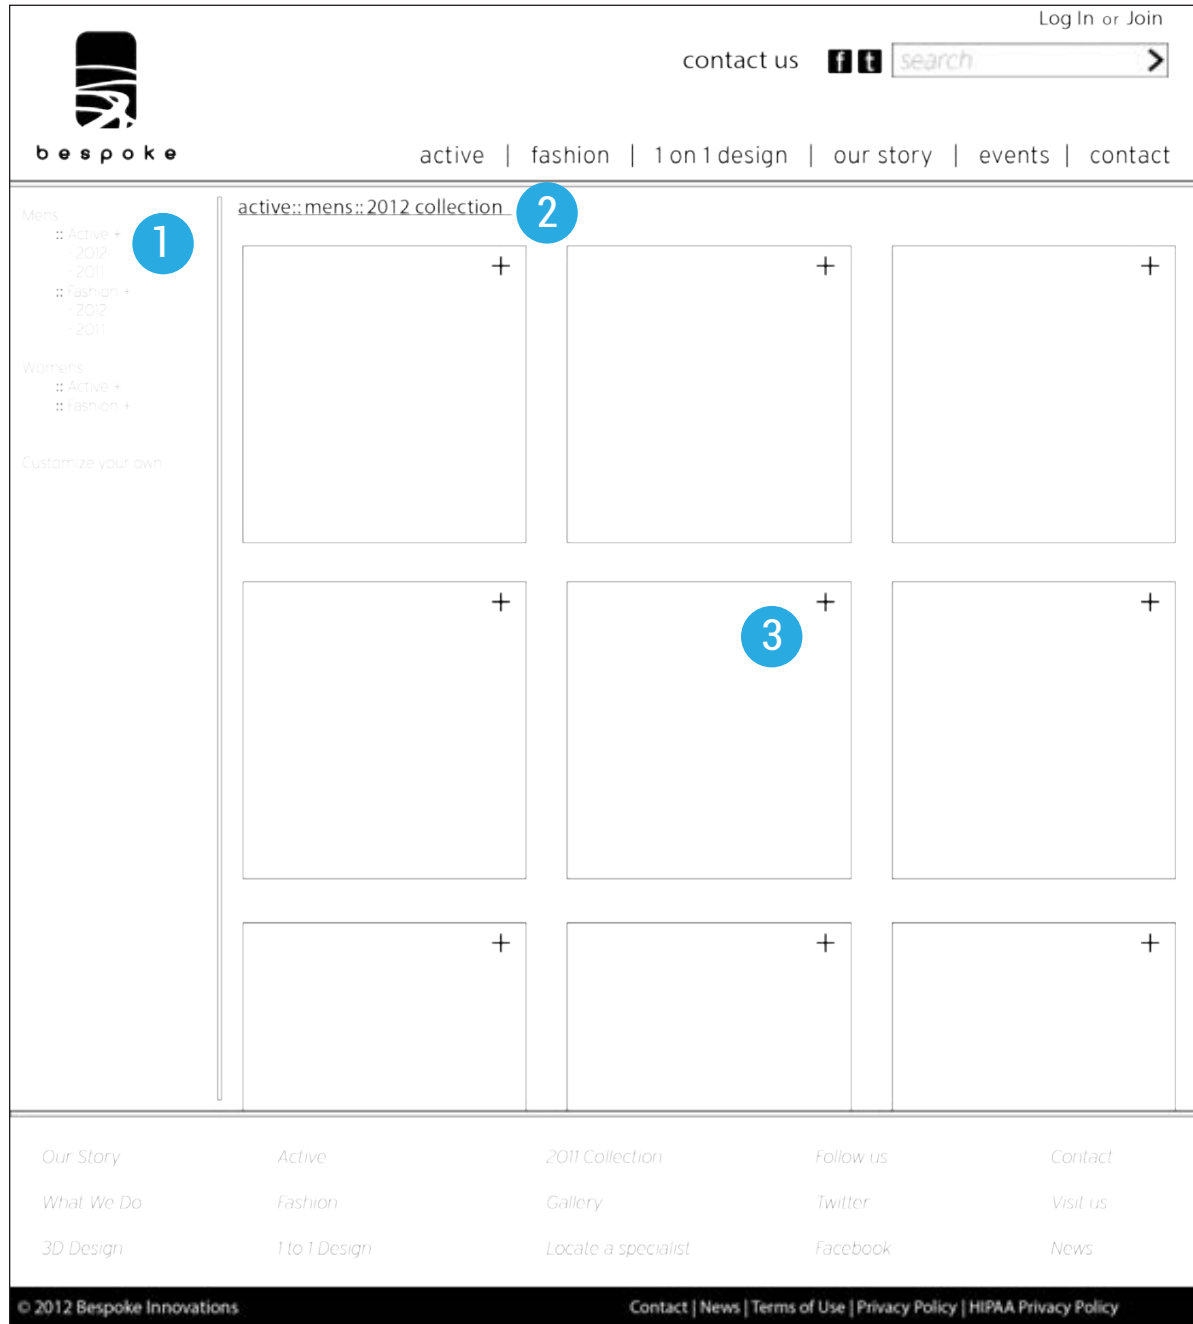 Log In or Join
contact us f t search
bespoke
active | fashion | 1 on 1 design | our story | events | contact
active:: mens:: 2012 collection
2
Mens
:: Active +
- 2012
- 2011
:: Fashion +
- 2012
- 2011
Womens
:: Active +
:: Fashion +
Customize your own
1
+ + +
+ + +
3
+ + +
Our Story Active 2011 Collection Follow us Contact
What We Do Fashion Gallery Twitter Visit us
3D Design 1 to 1 Design Locate a specialist Facebook News
© 2012 Bespoke Innovations Contact | News | Terms of Use | Privacy Policy | HIPAA Privacy Policy